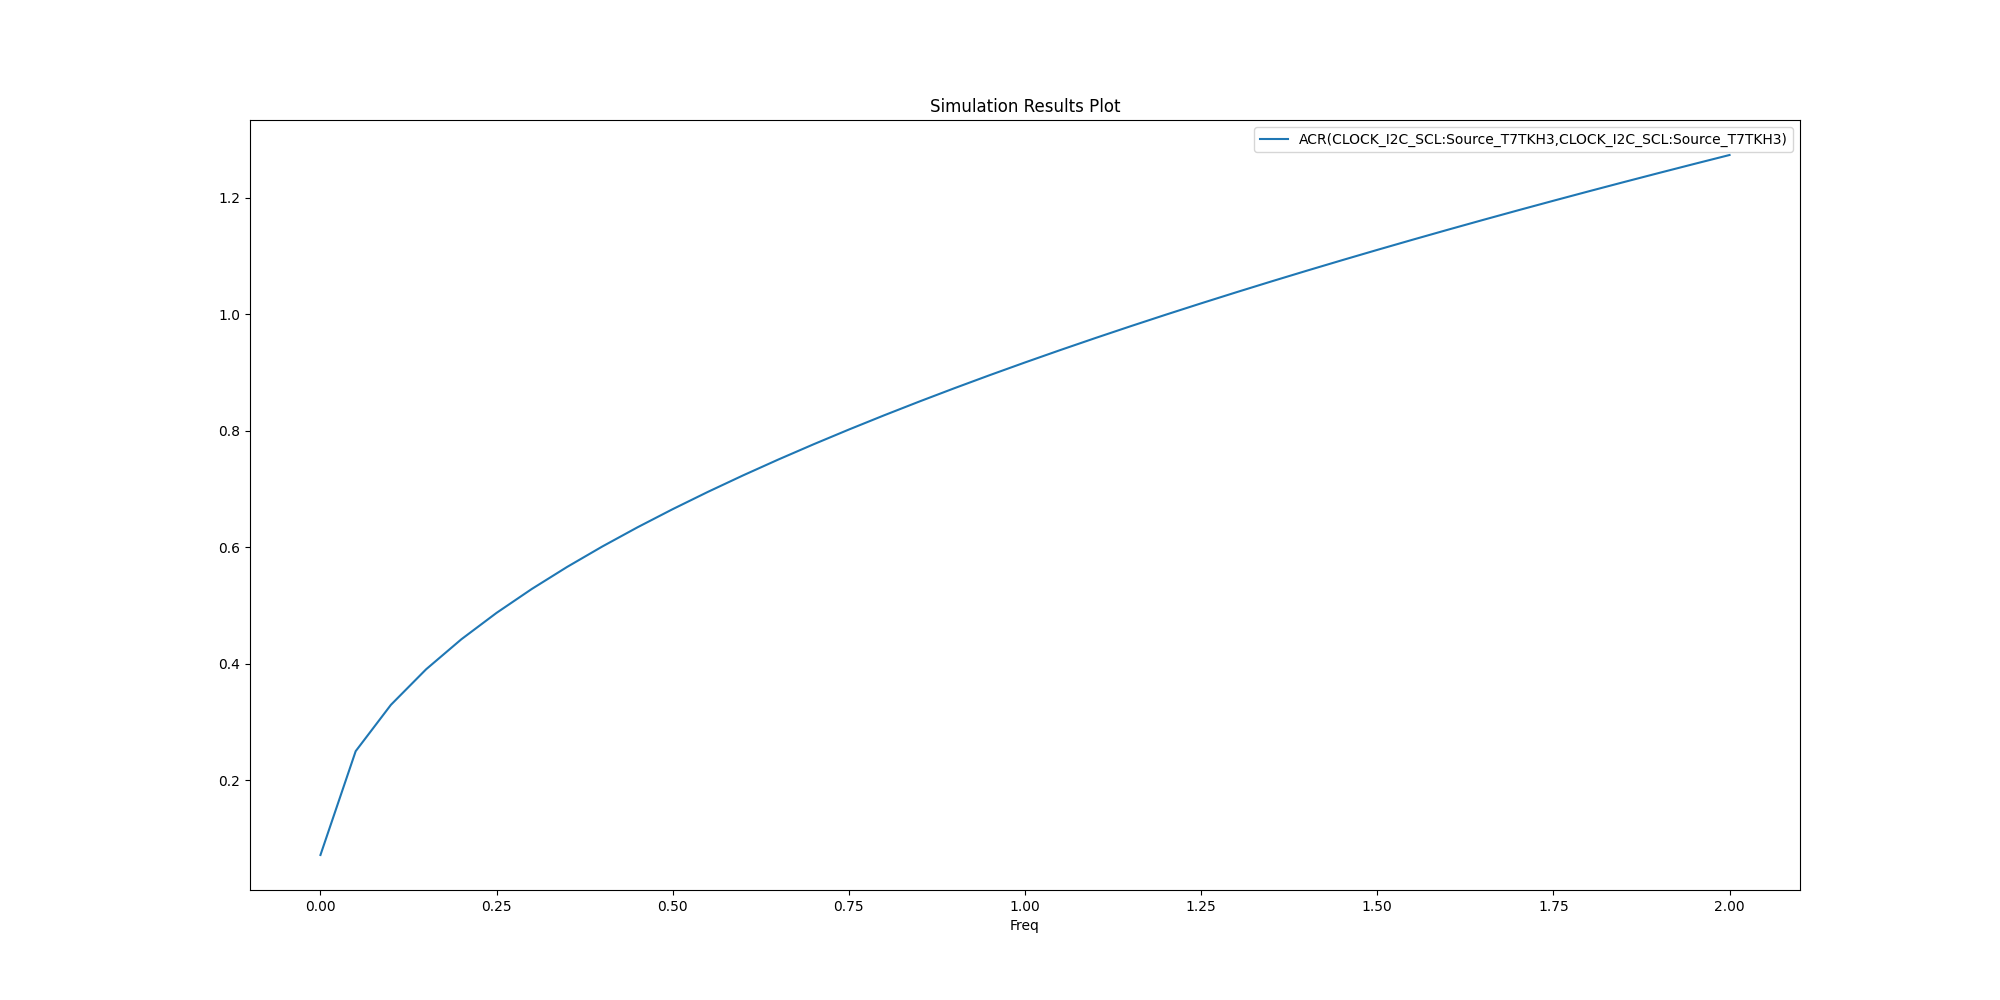 Simulation Results Plot
ACR(CLOCK_I2C_SCL:Source_T7TKH3,CLOCK_I2C_SCL:Source_T7TKH3)
1.2
1.0
0.8
0.6
0.4
0.2
0.00 0.25 0.50 0.75 1.00 1.25 1.50 1.75 2.00
Freq